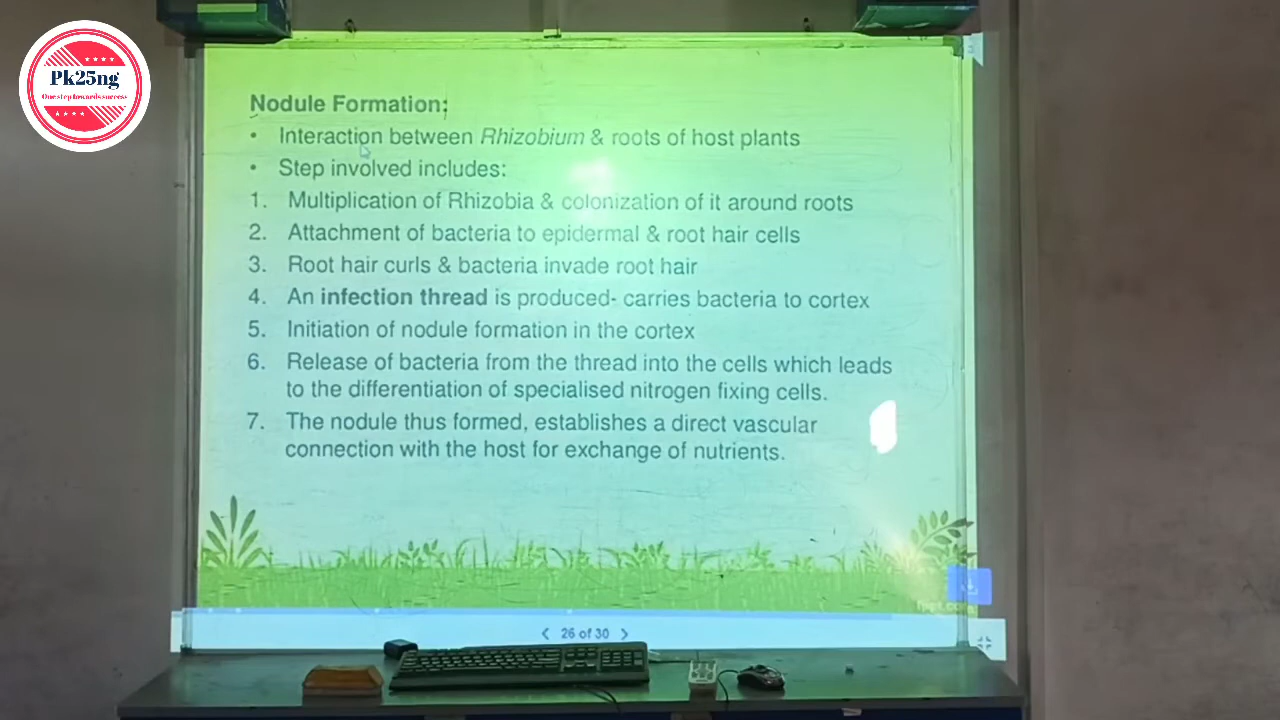 Pk25ng
One step towards success
Nodule Formation:
• Interaction between Rhizobium & roots of host plants
• Step involved includes:
1. Multiplication of Rhizobia & colonization of it around roots
2. Attachment of bacteria to epidermal & root hair cells
3. Root hair curls & bacteria invade root hair
4. An infection thread is produced- carries bacteria to cortex
5. Initiation of nodule formation in the cortex
6. Release of bacteria from the thread into the cells which leads
to the differentiation of specialised nitrogen fixing cells.
7. The nodule thus formed, establishes a direct vascular
connection with the host for exchange of nutrients.
26 of 30